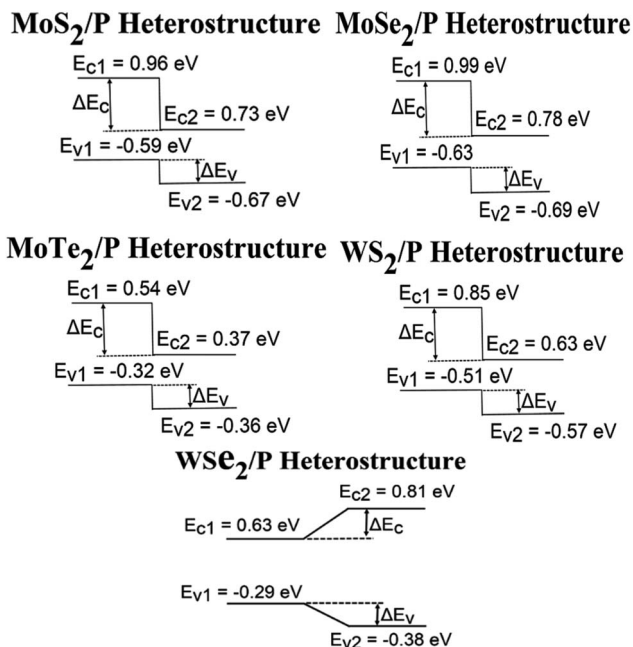 MoS2/P Heterostructure
Ec1 = 0.96 eV
ΔEc
Ec2 = 0.73 eV
Ev1 = -0.59 eV
ΔEv
Ev2 = -0.67 eV
MoSe2/P Heterostructure
Ec1 = 0.99 eV
ΔEc
Ec2 = 0.78 eV
Ev1 = -0.63
ΔEv
Ev2 = -0.69 eV
MoTe2/P Heterostructure
Ec1 = 0.54 eV
ΔEc
Ec2 = 0.37 eV
Ev1 = -0.32 eV
ΔEv
Ev2 = -0.36 eV
WS2/P Heterostructure
Ec1 = 0.85 eV
ΔEc
Ec2 = 0.63 eV
Ev1 = -0.51 eV
ΔEv
Ev2 = -0.57 eV
WSe2/P Heterostructure
Ec2 = 0.81 eV
Ec1 = 0.63 eV
ΔEc
Ev1 = -0.29 eV
ΔEv
Ev2 = -0.38 eV